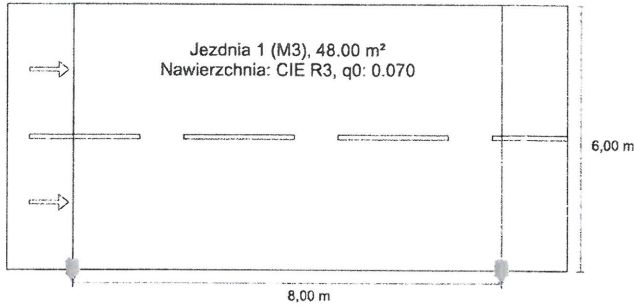 Jezdnia 1 (M3), 48.00 m²
Nawierzchnia: CIE R3, q0: 0.070
6,00 m
8,00 m